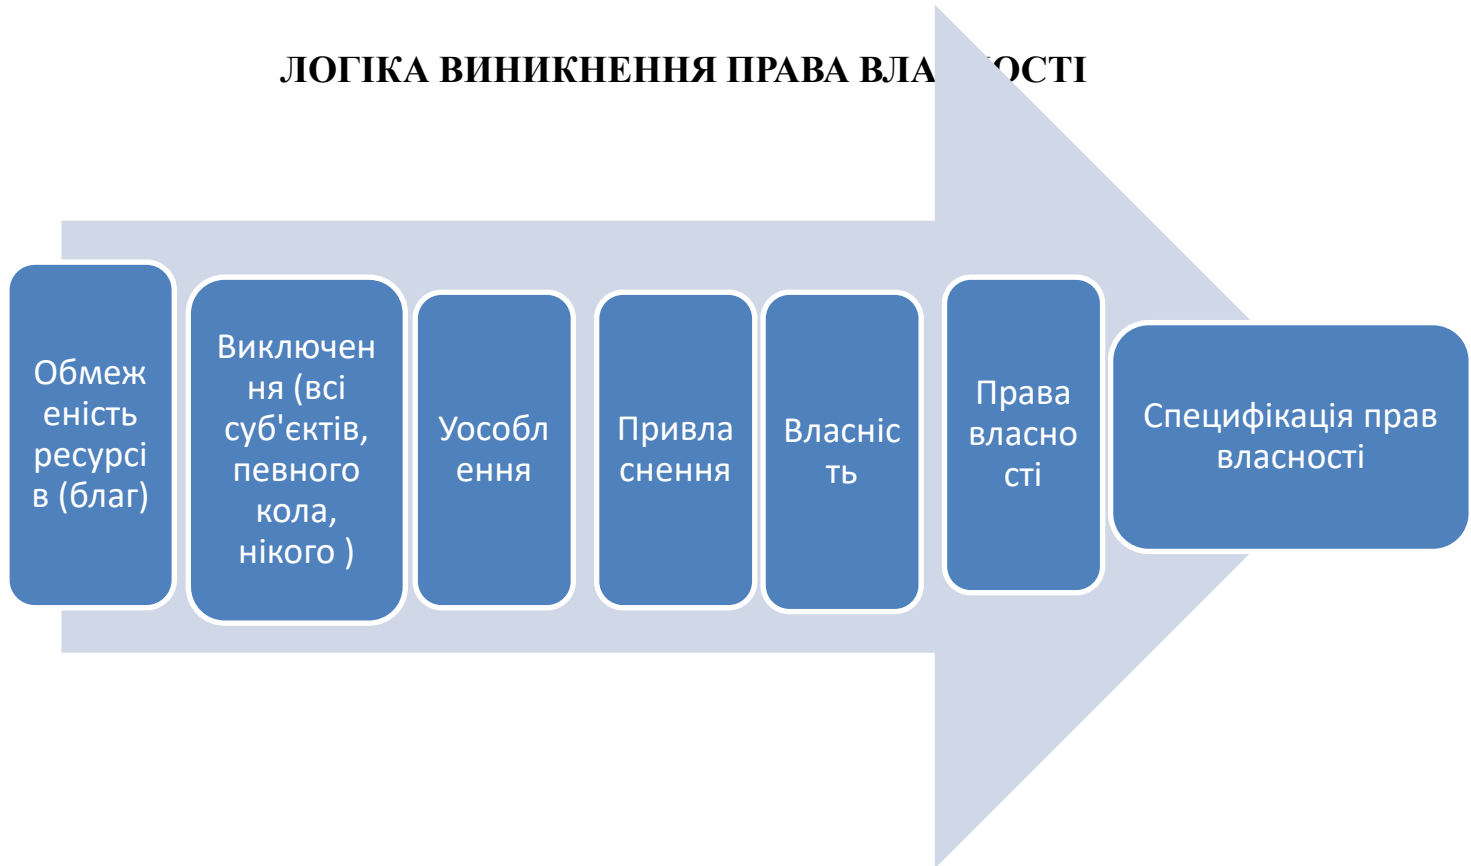 ЛОГІКА ВИНИКНЕННЯ ПРАВА ВЛА ОСТІ
Обмеж
еність
ресурсі
в (благ)
Виключен
ня (всі
суб'єктів,
певного
кола,
нікого )
Уособл
ення
Привла
снення
Власніс
ть
Права
власно
сті
Специфікація прав
власності